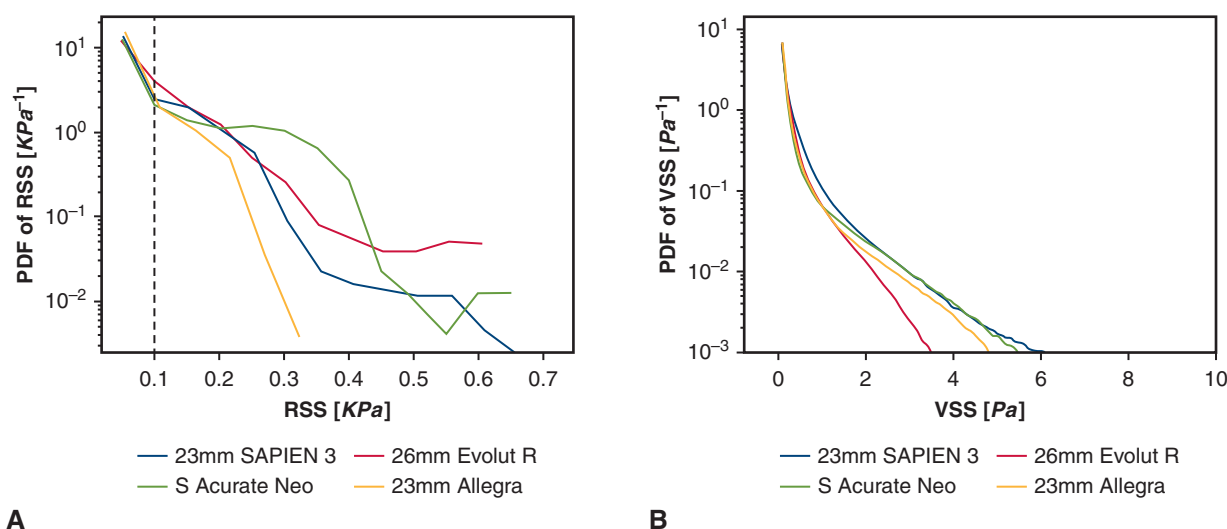 10¹
10⁰
10⁻¹
10⁻²
PDF of RSS [KPa⁻¹]
0.1 0.2 0.3 0.4 0.5 0.6 0.7
RSS [KPa]
23mm SAPIEN 3 26mm Evolut R
S Acurate Neo 23mm Allegra
A
10¹
10⁰
10⁻¹
10⁻²
10⁻³
PDF of VSS [Pa⁻¹]
0 2 4 6 8 10
VSS [Pa]
23mm SAPIEN 3 26mm Evolut R
S Acurate Neo 23mm Allegra
B